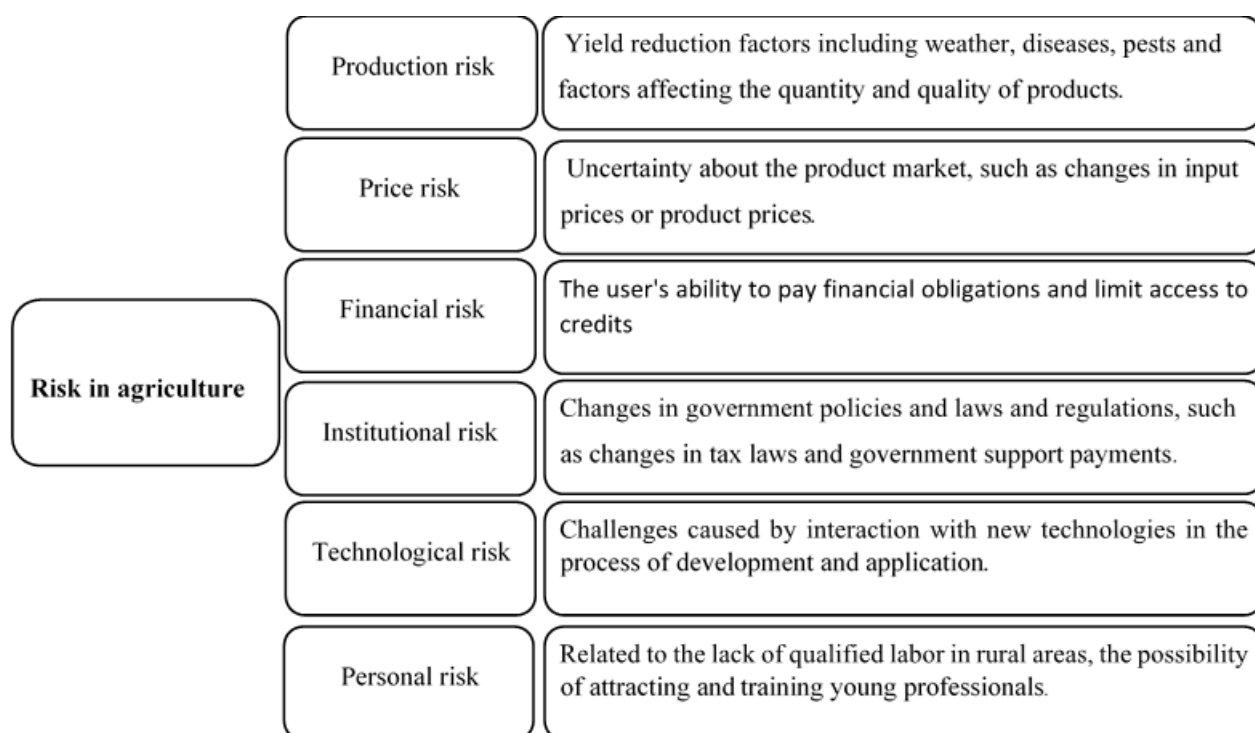 Production risk
Yield reduction factors including weather, diseases, pests and
factors affecting the quantity and quality of products.
Price risk
Uncertainty about the product market, such as changes in input
prices or product prices.
Financial risk
The user's ability to pay financial obligations and limit access to
credits
Risk in agriculture
Institutional risk
Changes in government policies and laws and regulations, such
as changes in tax laws and government support payments.
Technological risk
Challenges caused by interaction with new technologies in the
process of development and application.
Personal risk
Related to the lack of qualified labor in rural areas, the possibility
of attracting and training young professionals.